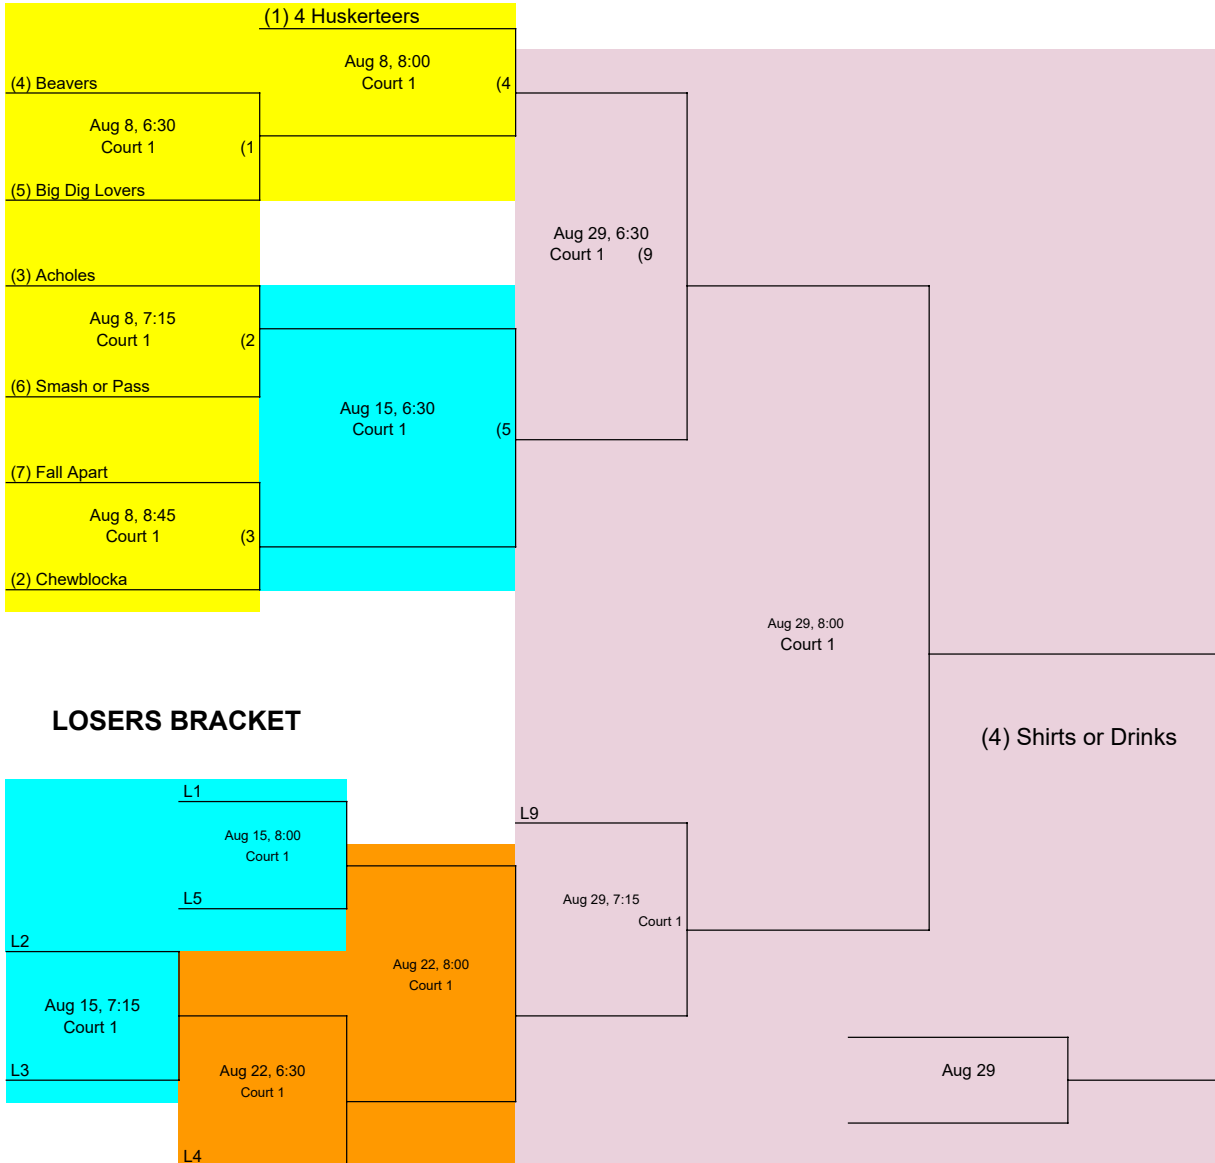 (1) 4 Huskerteers
Aug 8, 8:00
Court 1 (4
(4) Beavers
Aug 8, 6:30
Court 1 (1
(5) Big Dig Lovers
Aug 29, 6:30
Court 1 (9
(3) Acholes
Aug 8, 7:15
Court 1 (2
(6) Smash or Pass
Aug 15, 6:30
Court 1 (5
(7) Fall Apart
Aug 8, 8:45
Court 1 (3
(2) Chewblocka
Aug 29, 8:00
Court 1
LOSERS BRACKET
(4) Shirts or Drinks
L1
Aug 15, 8:00
Court 1
L5
L9
Aug 29, 7:15
Court 1
L2
Aug 15, 7:15
Court 1
L3
Aug 22, 8:00
Court 1
Aug 22, 6:30
Court 1
L4
Aug 29